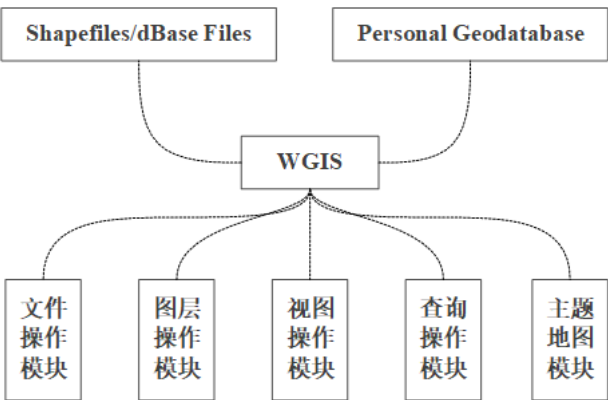 Shapefiles/dBase Files
Personal Geodatabase
WGIS
文件
操作
模块
图层
操作
模块
视图
操作
模块
查询
操作
模块
主题
地图
模块